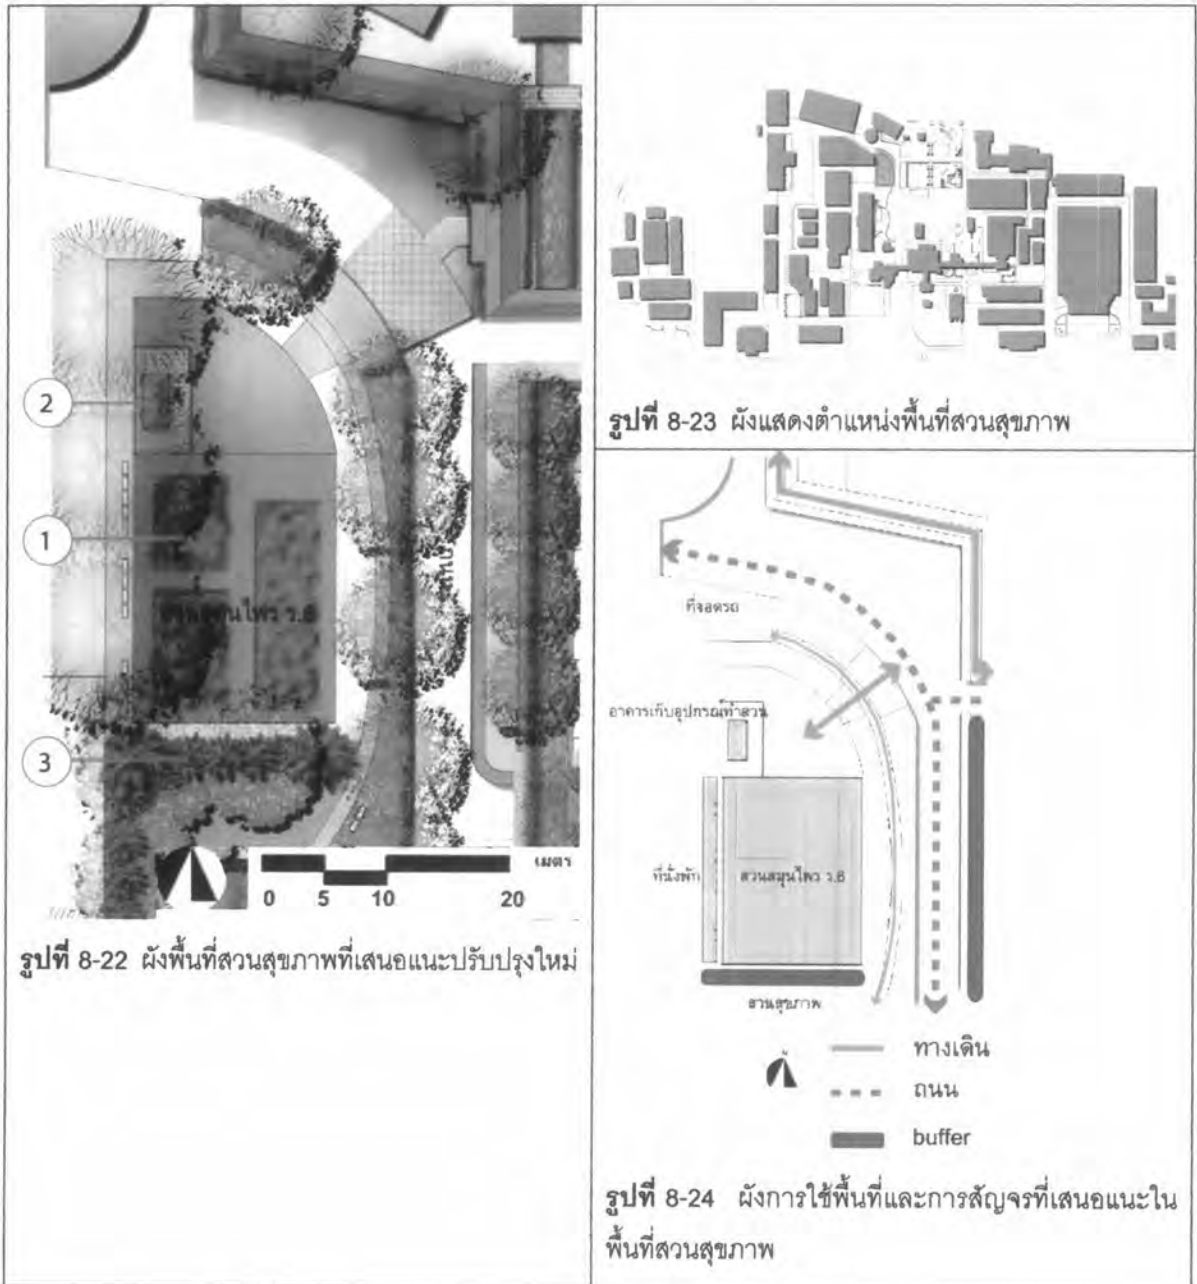 2
1
สวนสมุนไพร ร.6
3
เมตร
0 5 10 20
รูปที่ 8-22 ผังพื้นที่สวนสุขภาพที่เสนอแนะปรับปรุงใหม่
รูปที่ 8-23 ผังแสดงตำแหน่งพื้นที่สวนสุขภาพ
ที่จอดรถ
อาคารเก็บอุปกรณ์ทำสวน
ที่นั่งพัก
สวนสมุนไพร ร.6
สวนสุขภาพ
ทางเดิน
ถนน
buffer
รูปที่ 8-24 ผังการใช้พื้นที่และการสัญจรที่เสนอแนะใน
พื้นที่สวนสุขภาพ